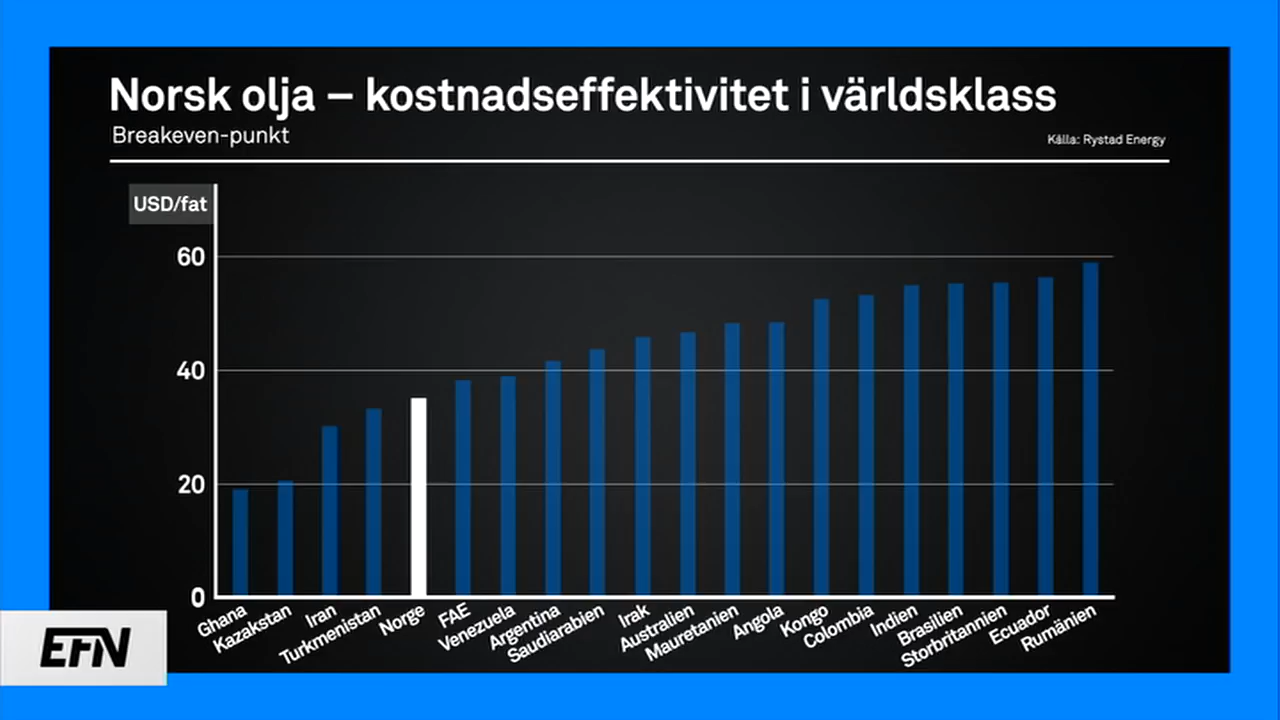 Norsk olja – kostnadseffektivitet i världsklass
Breakeven-punkt
Källa: Rystad Energy
USD/fat
60
40
20
0
Ghana
Kazakstan
Iran
Turkmenistan
Norge
FAE
Venezuela
Argentina
Saudiarabien
Irak
Australien
Mauretanien
Angola
Kongo
Colombia
Indien
Brasilien
Storbritannien
Ecuador
Rumänien
EFN